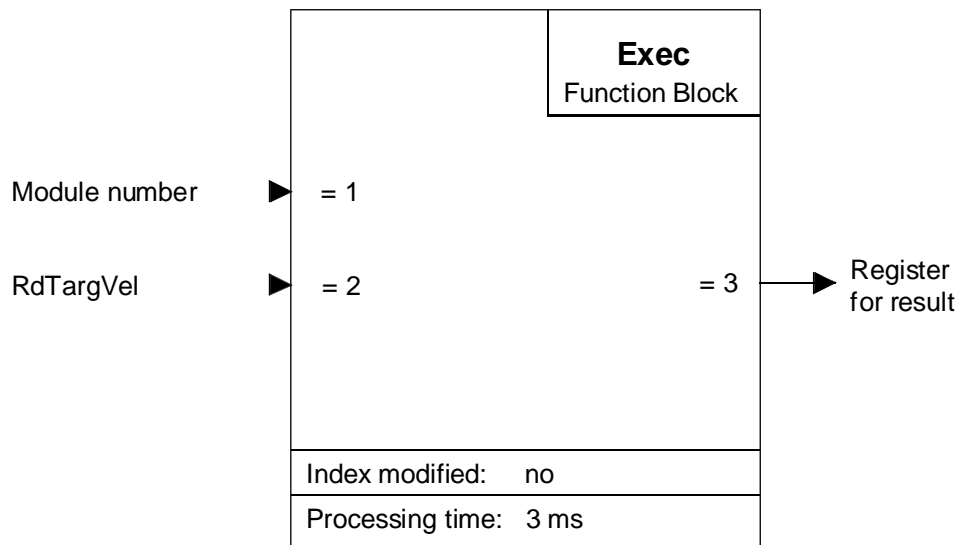 Exec
Function Block
Module number
= 1
RdTargVel
= 2
= 3
Register
for result
Index modified: no
Processing time: 3 ms